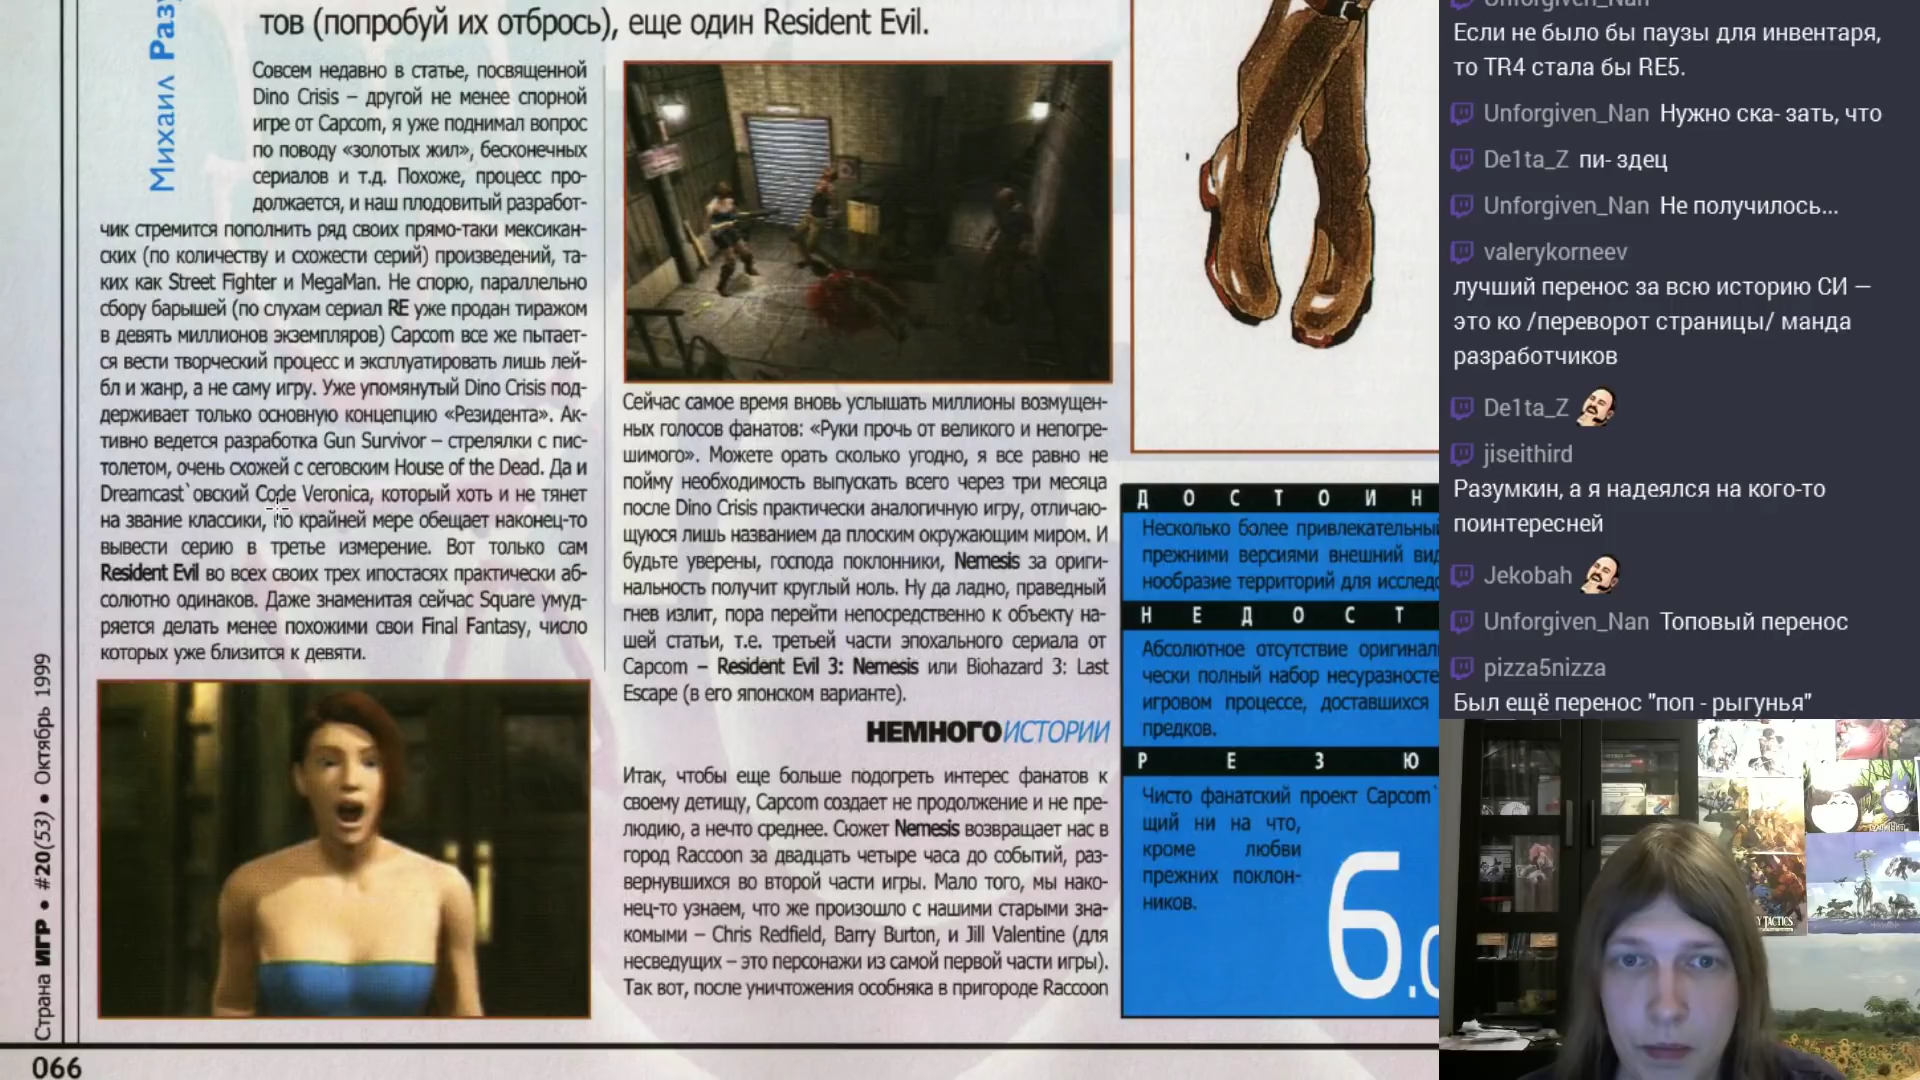 тов (попробуй их отбрось), еще один Resident Evil.
Михаил Разу
Совсем недавно в статье, посвященной
Dino Crisis – другой не менее спорной
игре от Capcom, я уже поднимал вопрос
по поводу «золотых жил», бесконечных
сериалов и т.д. Похоже, процесс про-
должается, и наш плодовитый разработ-
чик стремится пополнить ряд своих прямо-таки мексикан-
ских (по количеству и схожести серий) произведений, та-
ких как Street Fighter и MegaMan. Не спорю, параллельно
сбору барышей (по слухам сериал RE уже продан тиражом
в девять миллионов экземпляров) Capcom все же пытает-
ся вести творческий процесс и эксплуатировать лишь лей-
бл и жанр, а не саму игру. Уже упомянутый Dino Crisis под-
держивает только основную концепцию «Резидента». Ак-
тивно ведется разработка Gun Survivor – стрелялки с пис-
толетом, очень схожей с сеговским House of the Dead. Да и
Dreamcast`овский Code Veronica, который хоть и не тянет
на звание классики, по крайней мере обещает наконец-то
вывести серию в третье измерение. Вот только сам
Resident Evil во всех своих трех ипостасях практически аб-
солютно одинаков. Даже знаменитая сейчас Square умуд-
ряется делать менее похожими свои Final Fantasy, число
которых уже близится к девяти.
Сейчас самое время вновь услышать миллионы возмущен-
ных голосов фанатов: «Руки прочь от великого и непогре-
шимого». Можете орать сколько угодно, я все равно не
пойму необходимость выпускать всего через три месяца
после Dino Crisis практически аналогичную игру, отличаю-
щуюся лишь названием да плоским окружающим миром. И
будьте уверены, господа поклонники, Nemesis за ориги-
нальность получит круглый ноль. Ну да ладно, праведный
гнев излит, пора перейти непосредственно к объекту на-
шей статьи, т.е. третьей части эпохального сериала от
Capcom – Resident Evil 3: Nemesis или Biohazard 3: Last
Escape (в его японском варианте).
НЕМНОГОИСТОРИИ
Итак, чтобы еще больше подогреть интерес фанатов к
своему детищу, Capcom создает не продолжение и не пре-
людию, а нечто среднее. Сюжет Nemesis возвращает нас в
город Raccoon за двадцать четыре часа до событий, раз-
вернувшихся во второй части игры. Мало того, мы нако-
нец-то узнаем, что же произошло с нашими старыми зна-
комыми – Chris Redfield, Barry Burton, и Jill Valentine (для
несведущих – это персонажи из самой первой части игры).
Так вот, после уничтожения особняка в пригороде Raccoon
ДОСТОИН
Несколько более привлекательны
прежними версиями внешний вид
нообразие территорий для исслед
НЕДОСТ
Абсолютное отсутствие оригинал
чески полный набор несуразносте
игровом процессе, доставшихся
предков.
РЕЗЮ
Чисто фанатский проект Capcom`
щий ни на что,
кроме любви
прежних поклон-
ников.
6.0
Страна ИГР • #20(53) • Октябрь 1999
066
Unforgiven_Nan
Если не было бы паузы для инвентаря,
то TR4 стала бы RE5.
Unforgiven_Nan Нужно ска- зать, что
De1ta_Z пи- здец
Unforgiven_Nan Не получилось...
valerykorneev
лучший перенос за всю историю СИ —
это ко /переворот страницы/ манда
разработчиков
De1ta_Z
jiseithird
Разумкин, а я надеялся на кого-то
поинтересней
Jekobah
Unforgiven_Nan Топовый перенос
pizza5nizza
Был ещё перенос "поп - рыгунья"
TACTICS